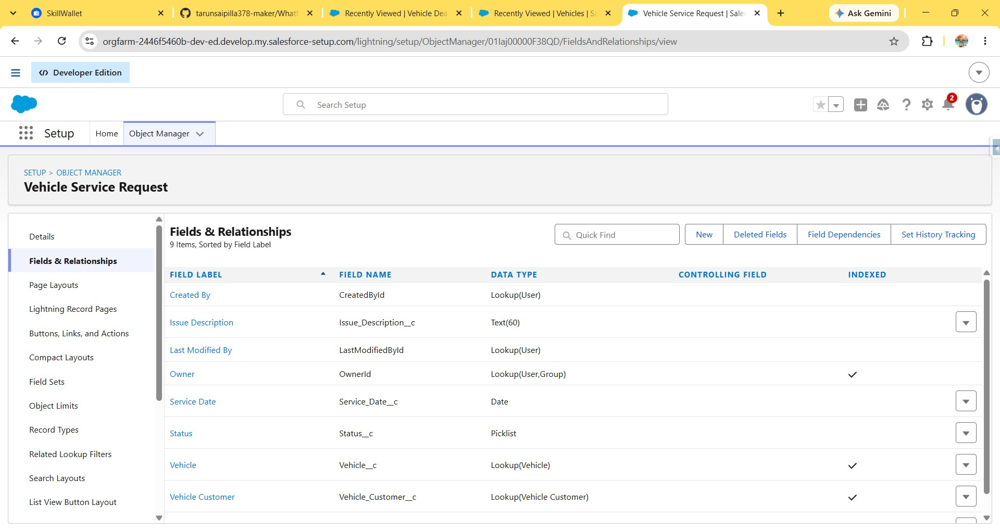 SkillWallet
tarunsaipilla378-maker/What
Recently Viewed | Vehicle Dea
Recently Viewed | Vehicles | Sa
Vehicle Service Request | Sales
Ask Gemini
orgfarm-2446f5460b-dev-ed.develop.my.salesforce-setup.com/lightning/setup/ObjectManager/01Iaj00000F38QD/FieldsAndRelationships/view
Developer Edition
Search Setup
2
Setup
Home
Object Manager
SETUP > OBJECT MANAGER
Vehicle Service Request
Details
Fields & Relationships
Page Layouts
Lightning Record Pages
Buttons, Links, and Actions
Compact Layouts
Field Sets
Object Limits
Record Types
Related Lookup Filters
Search Layouts
List View Button Layout
Fields & Relationships
9 Items, Sorted by Field Label
Quick Find
New
Deleted Fields
Field Dependencies
Set History Tracking
FIELD LABEL FIELD NAME DATA TYPE CONTROLLING FIELD INDEXED
Created By CreatedById Lookup(User)
Issue Description Issue_Description__c Text(60)
Last Modified By LastModifiedById Lookup(User)
Owner OwnerId Lookup(User,Group)
Service Date Service_Date__c Date
Status Status__c Picklist
Vehicle Vehicle__c Lookup(Vehicle)
Vehicle Customer Vehicle_Customer__c Lookup(Vehicle Customer)